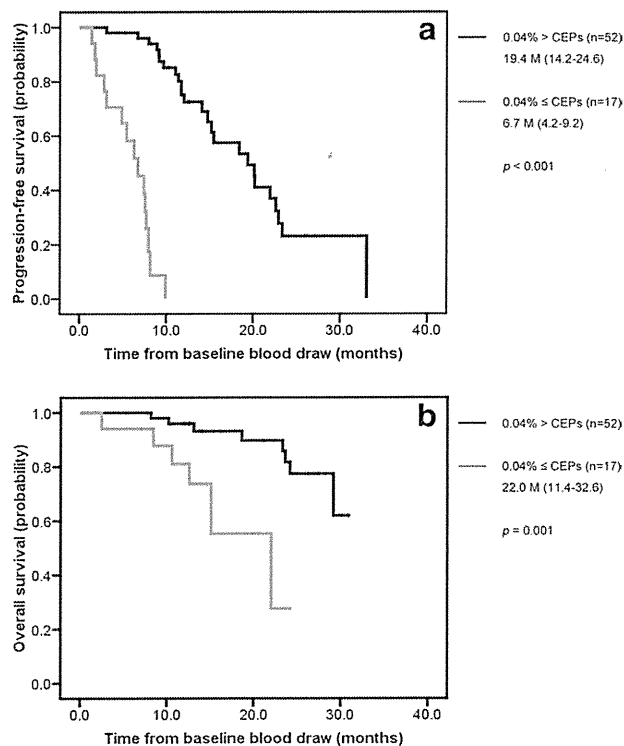 a
Progression-free survival (probability)
1.0
0.8
0.6
0.4
0.2
0.0
0.0 10.0 20.0 30.0 40.0
Time from baseline blood draw (months)
0.04% > CEPs (n=52)
19.4 M (14.2-24.6)
0.04% ≤ CEPs (n=17)
6.7 M (4.2-9.2)
p < 0.001
b
Overall survival (probability)
1.0
0.8
0.6
0.4
0.2
0.0
0.0 10.0 20.0 30.0 40.0
Time from baseline blood draw (months)
0.04% > CEPs (n=52)
0.04% ≤ CEPs (n=17)
22.0 M (11.4-32.6)
p = 0.001